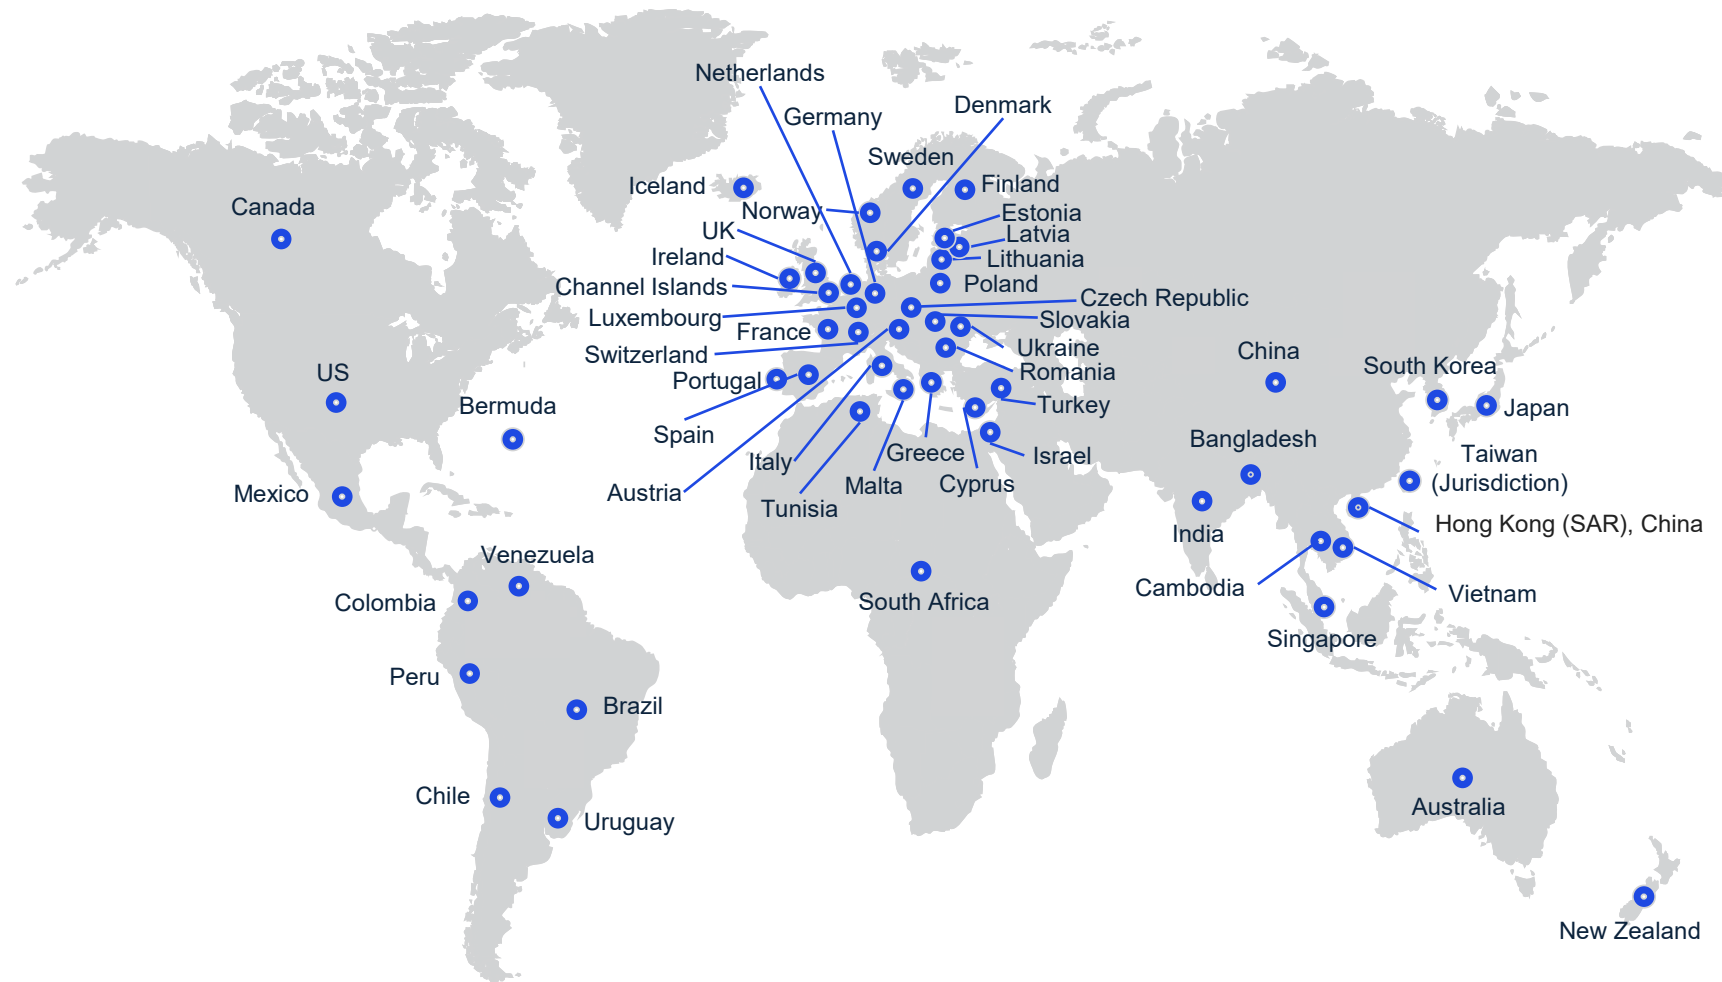 Netherlands
Denmark
Germany
Sweden
Iceland
Finland
Canada
Norway
Estonia
UK
Latvia
Ireland
Lithuania
Channel Islands
Poland
Czech Republic
Luxembourg
Slovakia
France
Switzerland
Ukraine
China
South Korea
US
Portugal
Romania
Bermuda
Turkey
Japan
Spain
Bangladesh
Greece
Israel
Taiwan
(Jurisdiction)
Italy
Malta
Cyprus
Mexico
Austria
Tunisia
Hong Kong (SAR), China
India
Venezuela
Cambodia
Vietnam
Colombia
South Africa
Singapore
Peru
Brazil
Chile
Australia
Uruguay
New Zealand